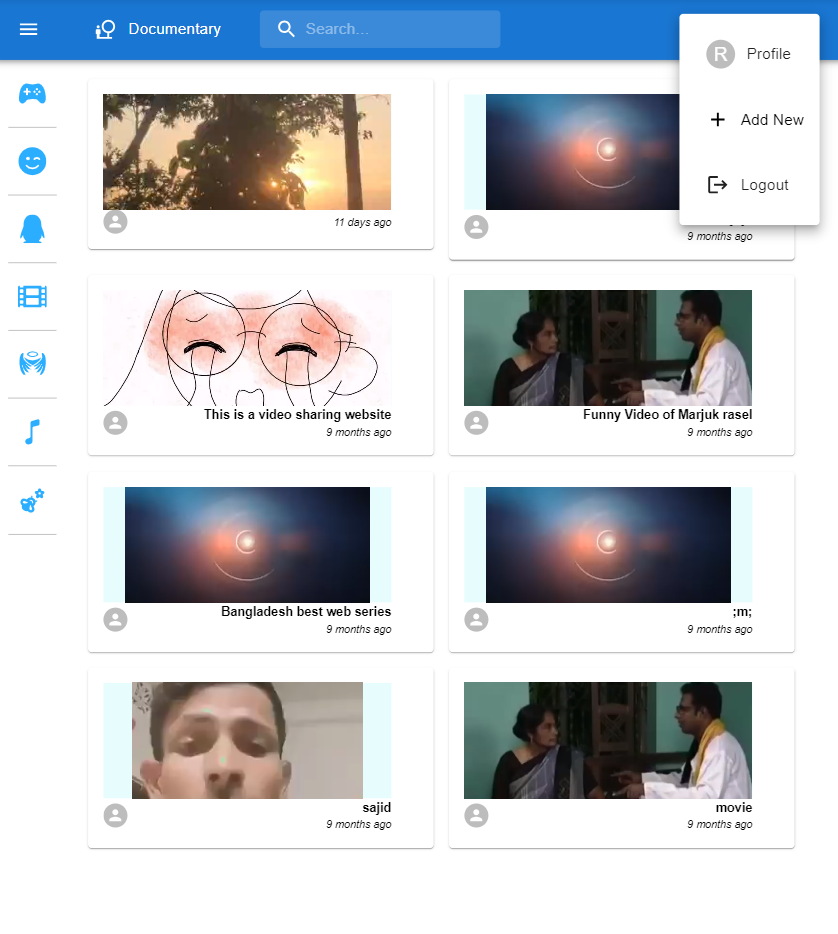 Documentary
Search...
R Profile
Add New
Logout
11 days ago
9 months ago
This is a video sharing website
9 months ago
Funny Video of Marjuk rasel
9 months ago
Bangladesh best web series
9 months ago
;m;
9 months ago
sajid
9 months ago
movie
9 months ago